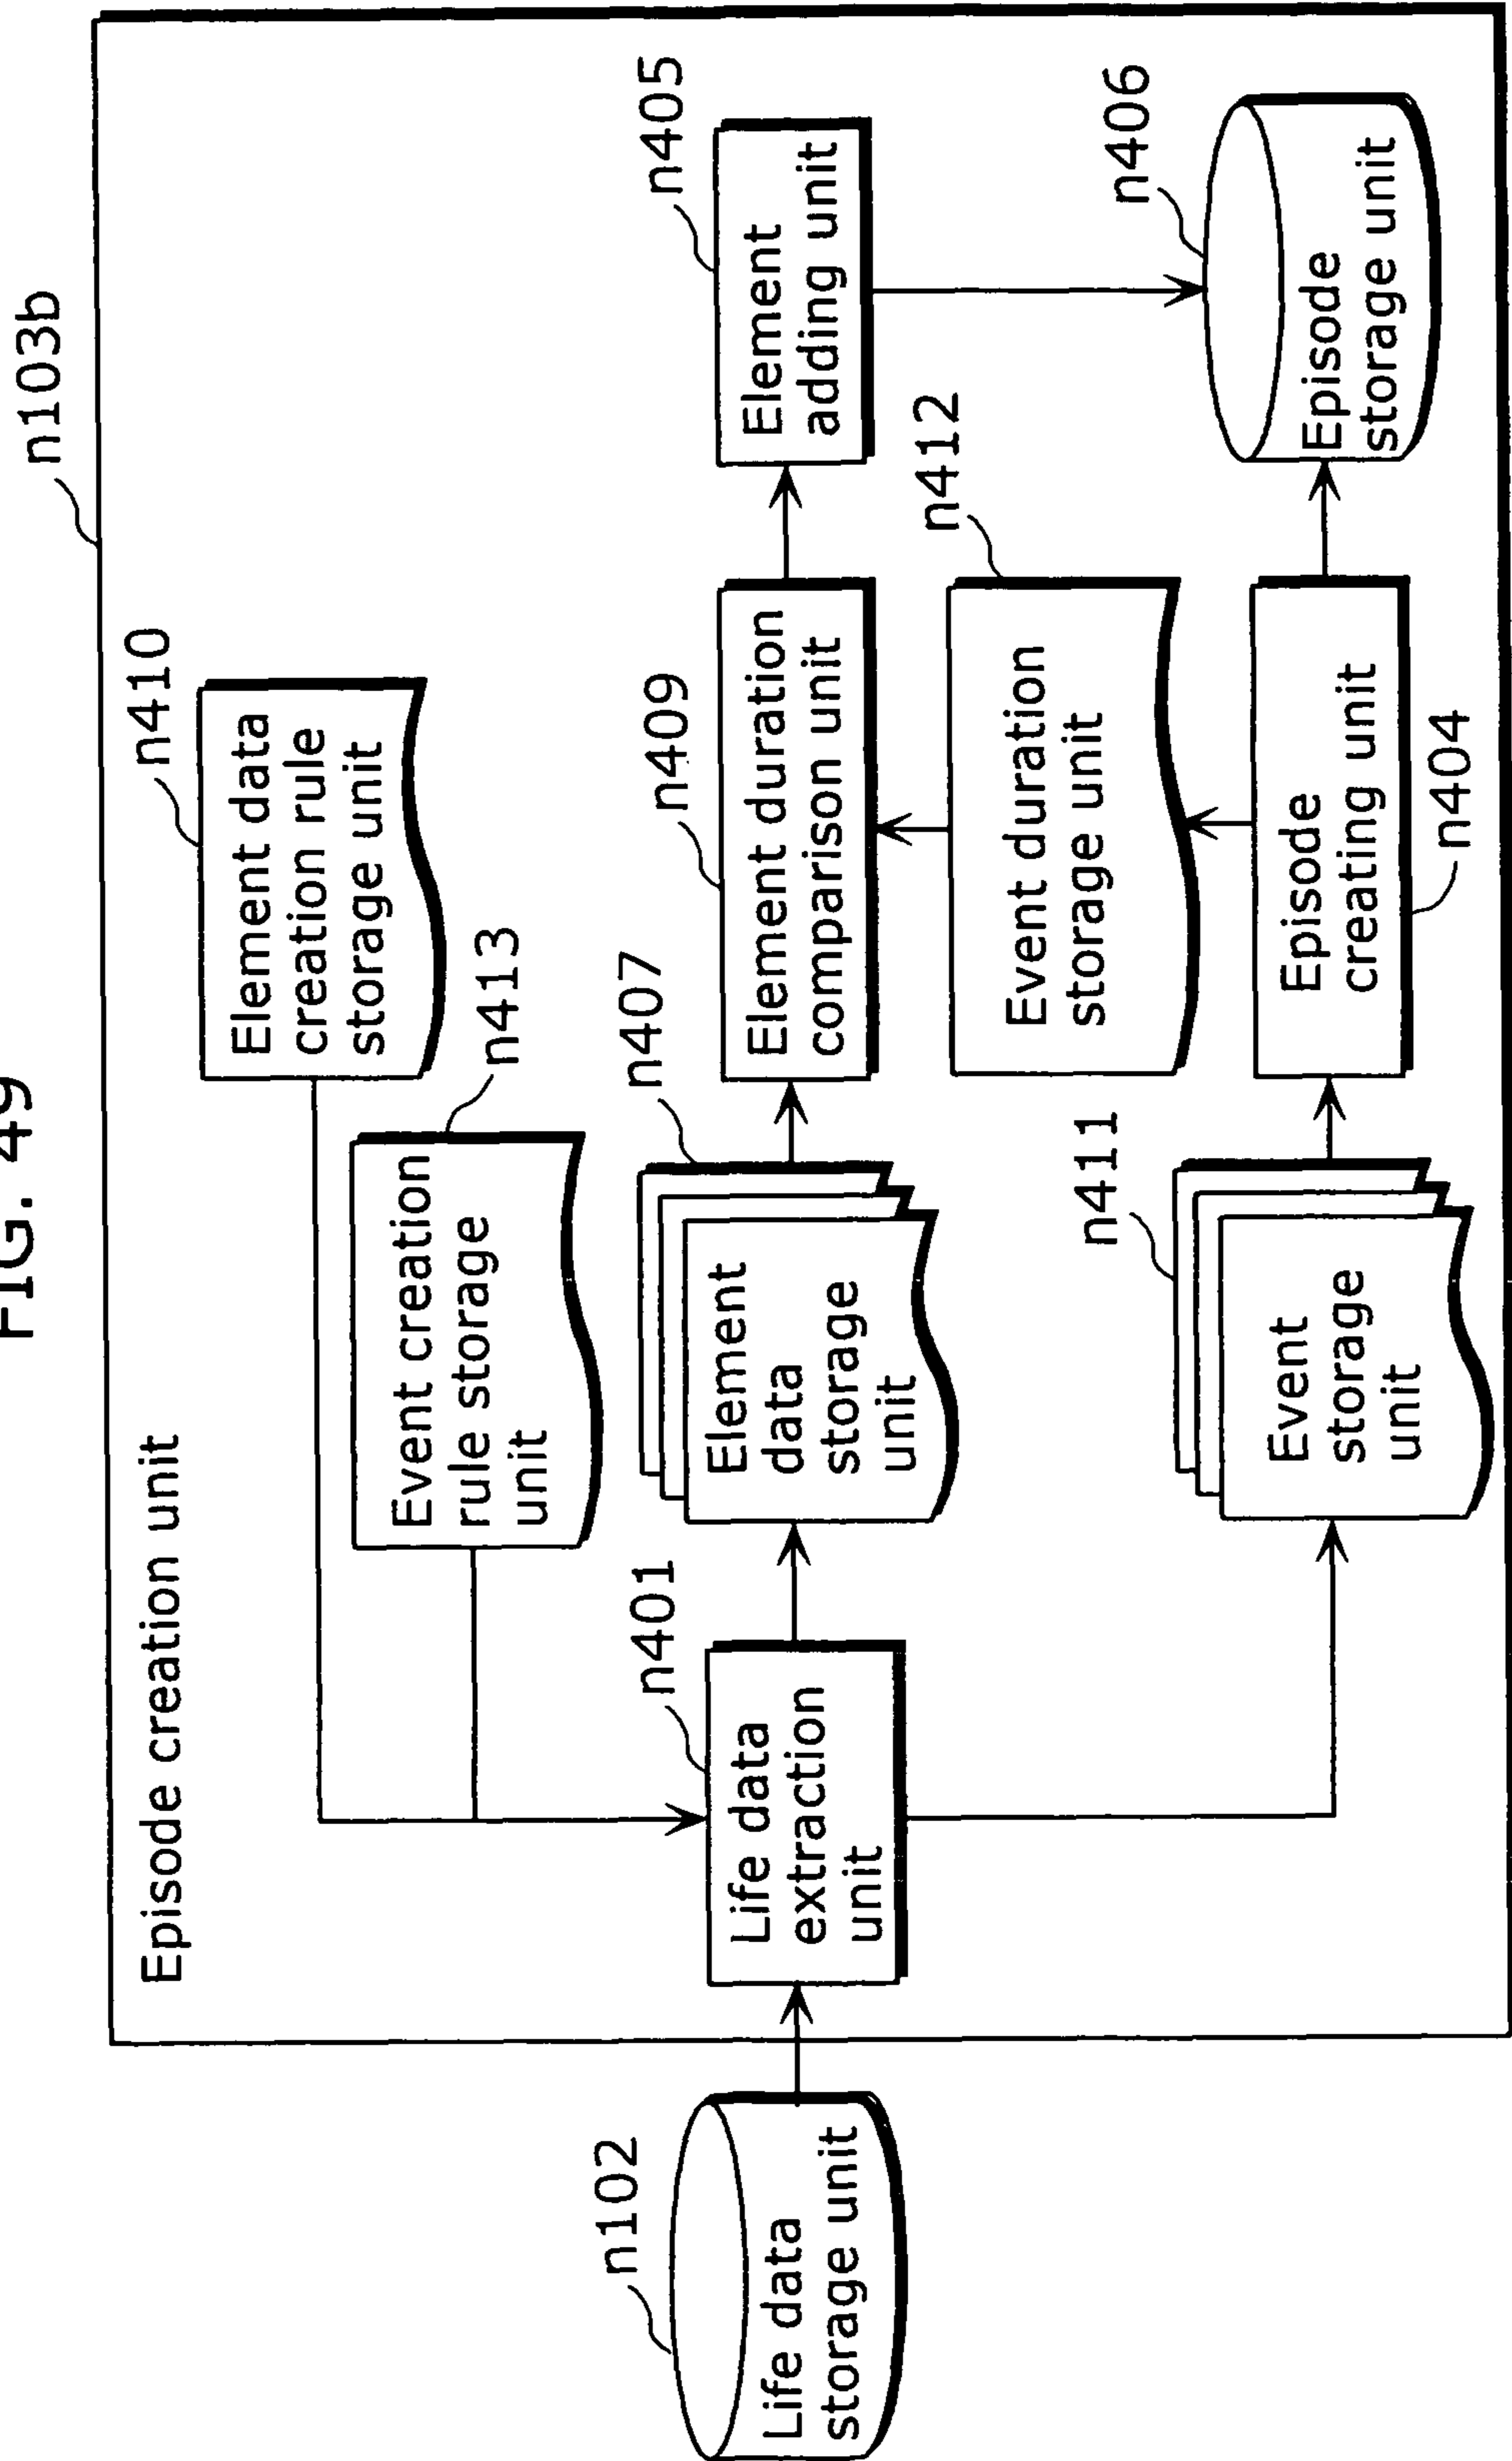 FIG. 49
n103b
Episode creation unit
n410
Element data
creation rule
storage unit
n413
Event creation
rule storage
unit
n102
Life data
storage unit
n401
Life data
extraction
unit
n407
Element
data
storage
unit
n409
Element duration
comparison unit
n405
Element
adding unit
n412
Event duration
storage unit
n411
Event
storage
unit
n404
Episode
creating unit
n406
Episode
storage unit